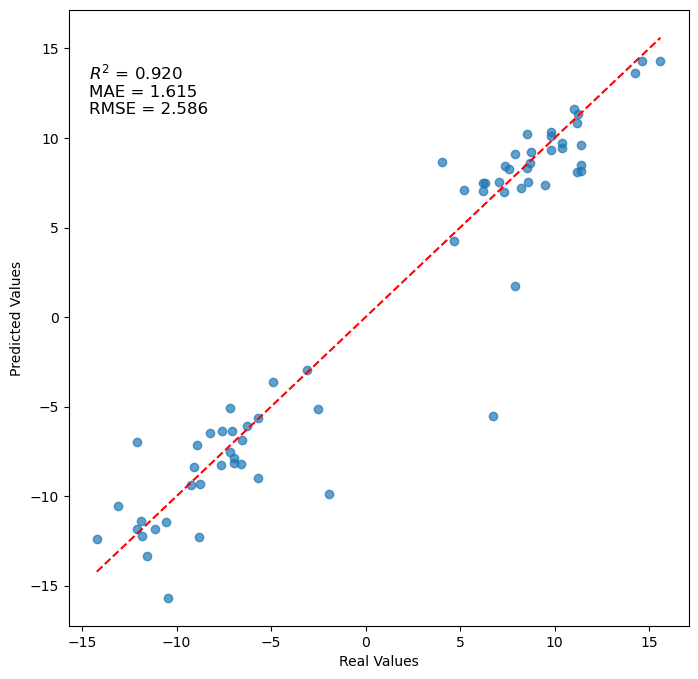 R² = 0.920
MAE = 1.615
RMSE = 2.586
15
10
5
0
−5
−10
−15
Predicted Values
−15 −10 −5 0 5 10 15
Real Values